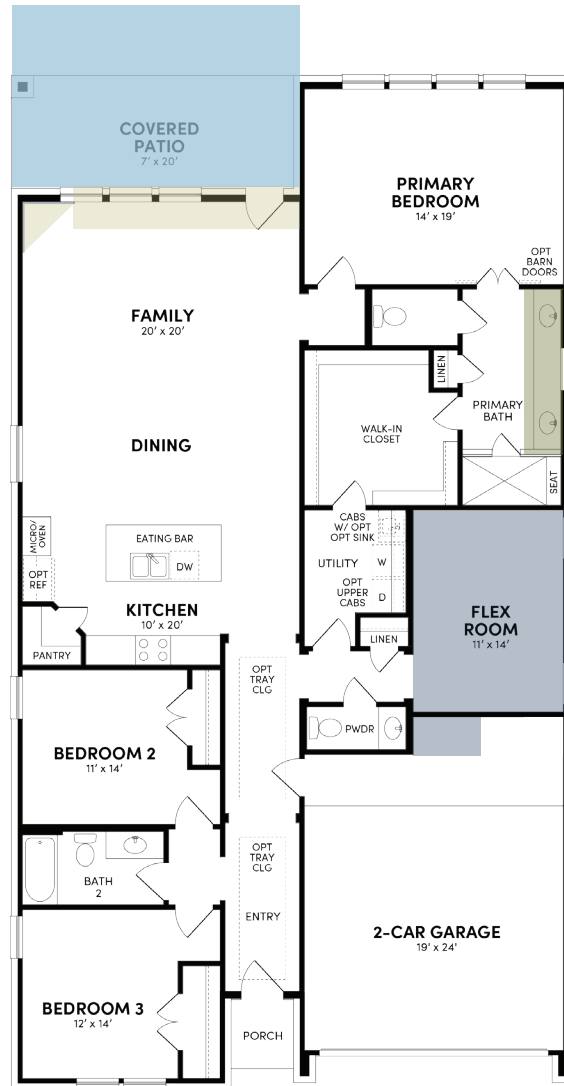 COVERED
PATIO
7' x 20'
PRIMARY
BEDROOM
14' x 19'
OPT
BARN
DOORS
FAMILY
20' x 20'
LINEN
PRIMARY
BATH
WALK-IN
CLOSET
DINING
SEAT
MICRO/
OVEN
OPT
REF
EATING BAR
DW
CABS
W/ OPT
OPT SINK
UTILITY
W
OPT
UPPER
CABS
D
KITCHEN
10' x 20'
FLEX
ROOM
11' x 14'
LINEN
PANTRY
OPT
TRAY
CLG
PWDR
BEDROOM 2
11' x 14'
OPT
TRAY
CLG
BATH
2
ENTRY
2-CAR GARAGE
19' x 24'
BEDROOM 3
12' x 14'
PORCH